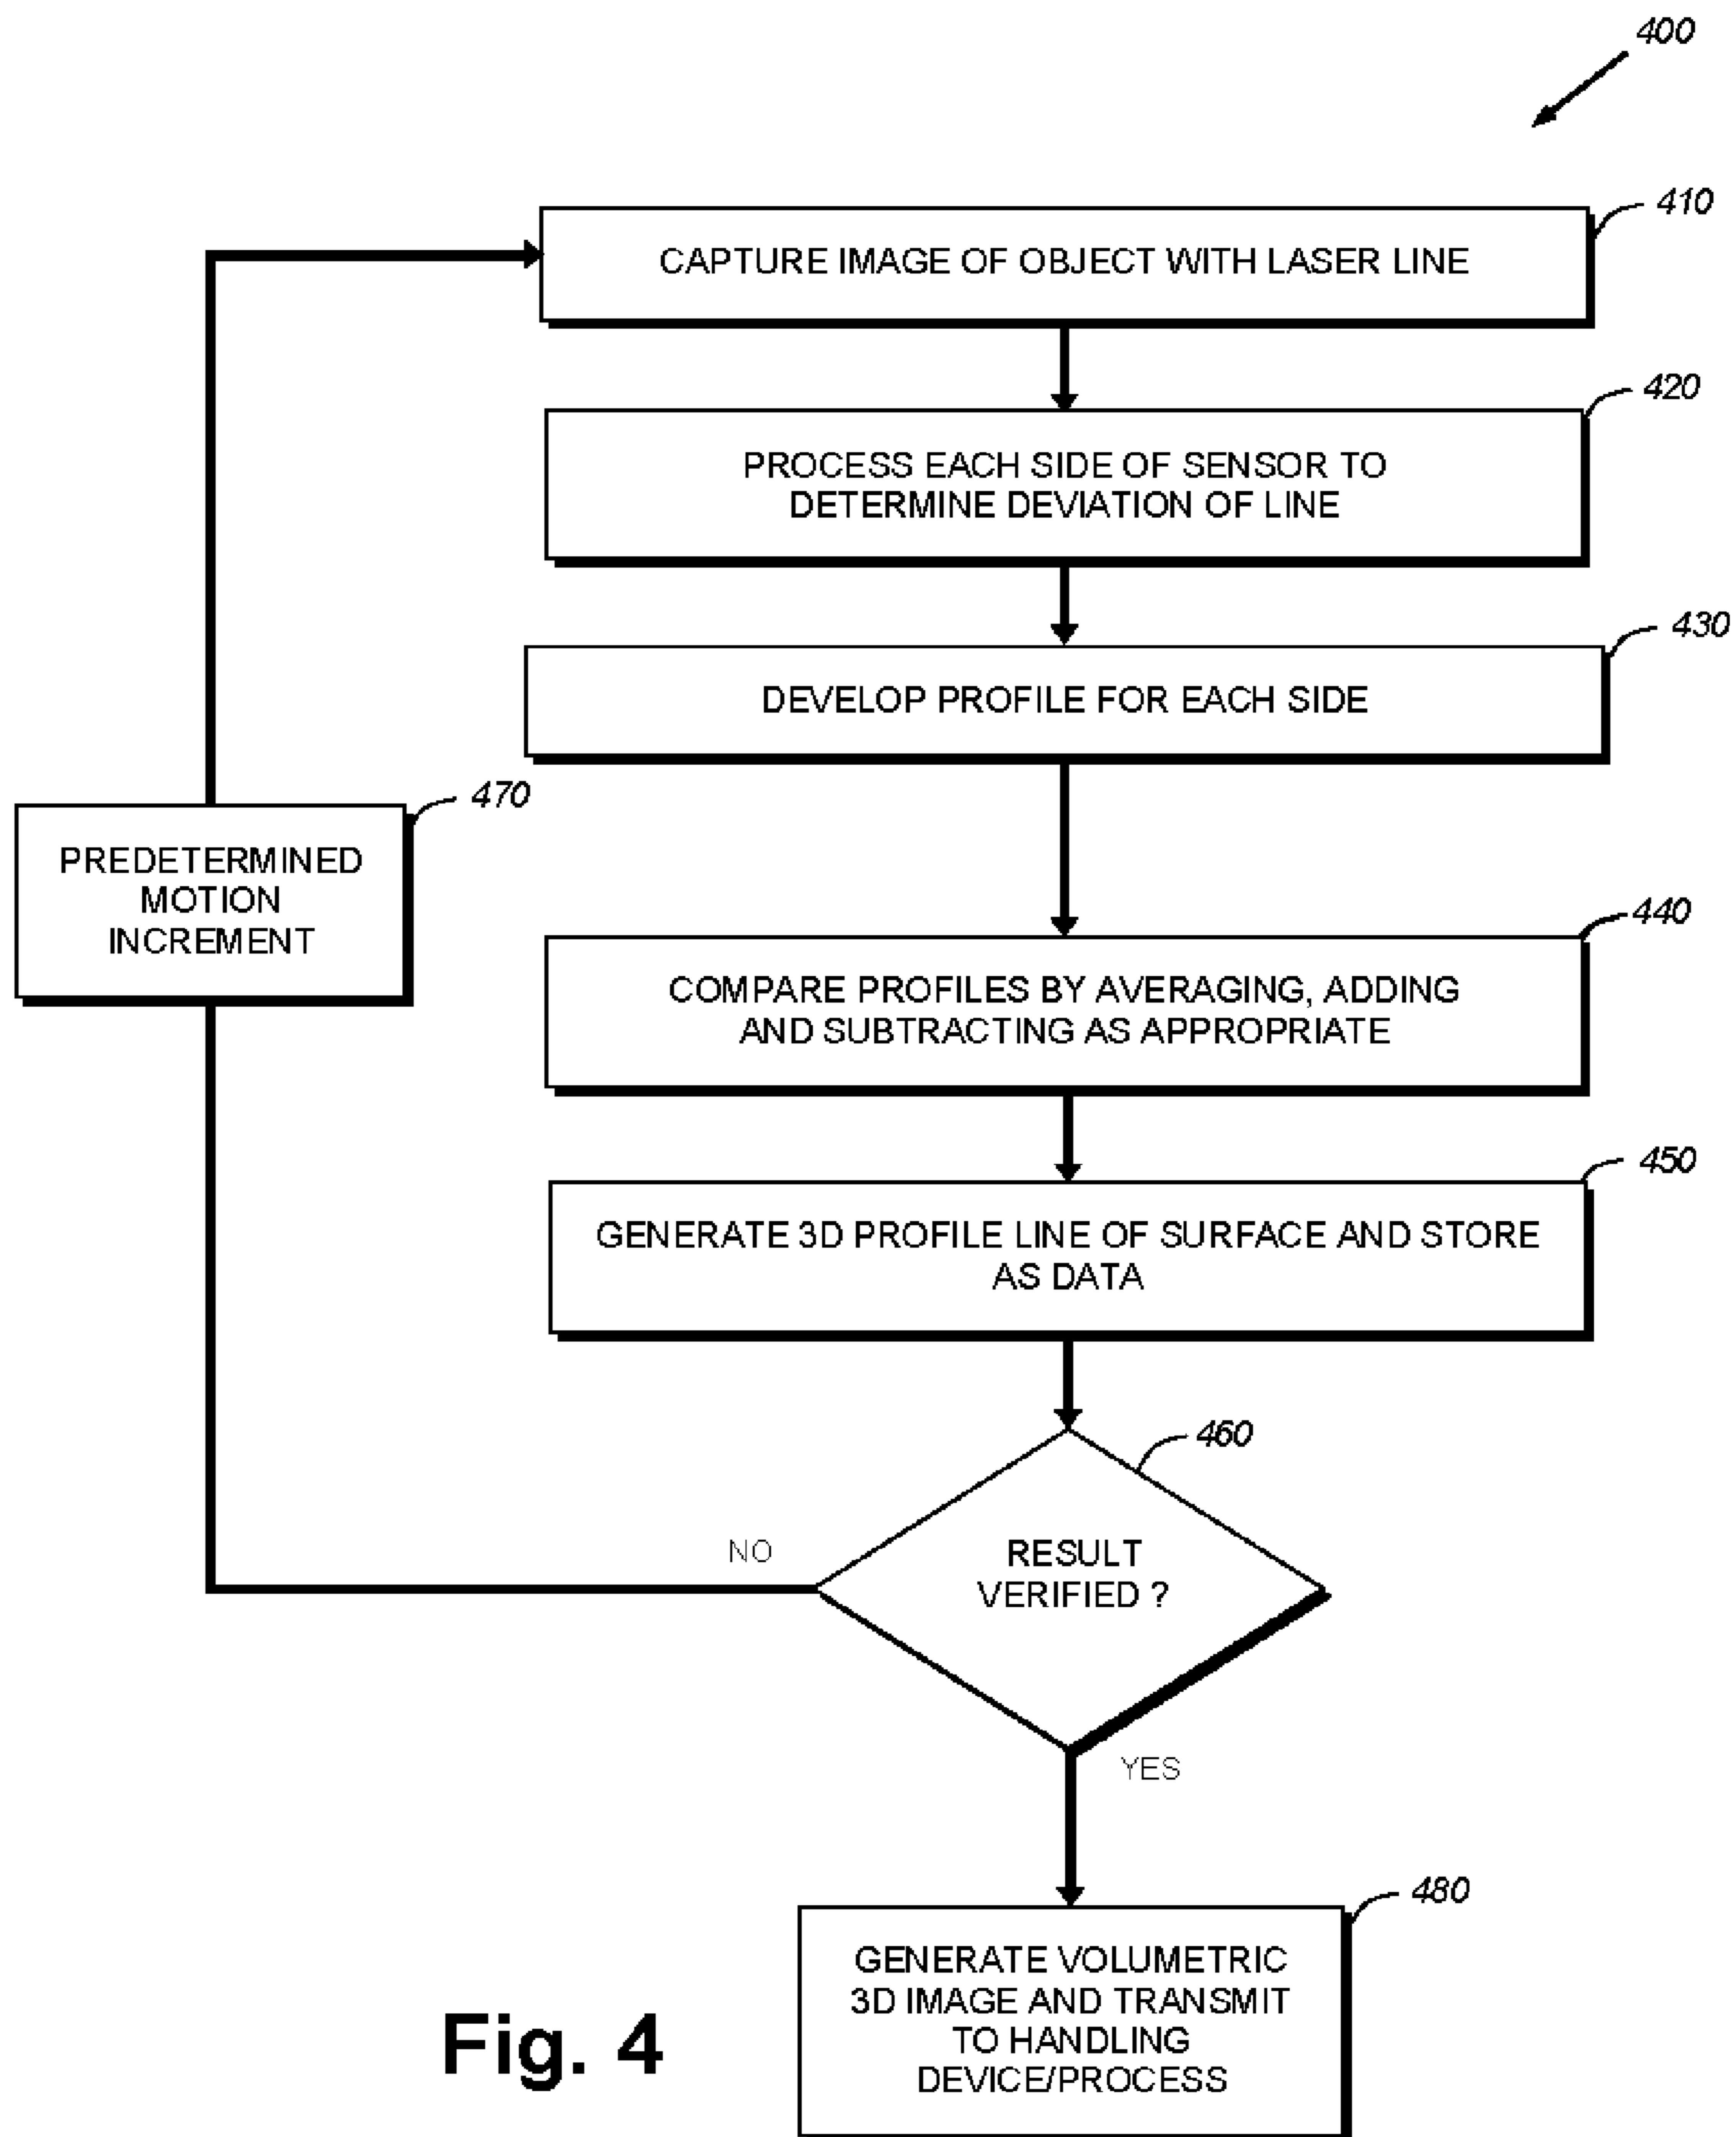 400
410
CAPTURE IMAGE OF OBJECT WITH LASER LINE
420
PROCESS EACH SIDE OF SENSOR TO
DETERMINE DEVIATION OF LINE
430
DEVELOP PROFILE FOR EACH SIDE
470
PREDETERMINED
MOTION
INCREMENT
440
COMPARE PROFILES BY AVERAGING, ADDING
AND SUBTRACTING AS APPROPRIATE
450
GENERATE 3D PROFILE LINE OF SURFACE AND STORE
AS DATA
460
RESULT
VERIFIED ?
NO
YES
480
GENERATE VOLUMETRIC
3D IMAGE AND TRANSMIT
TO HANDLING
DEVICE/PROCESS
Fig. 4